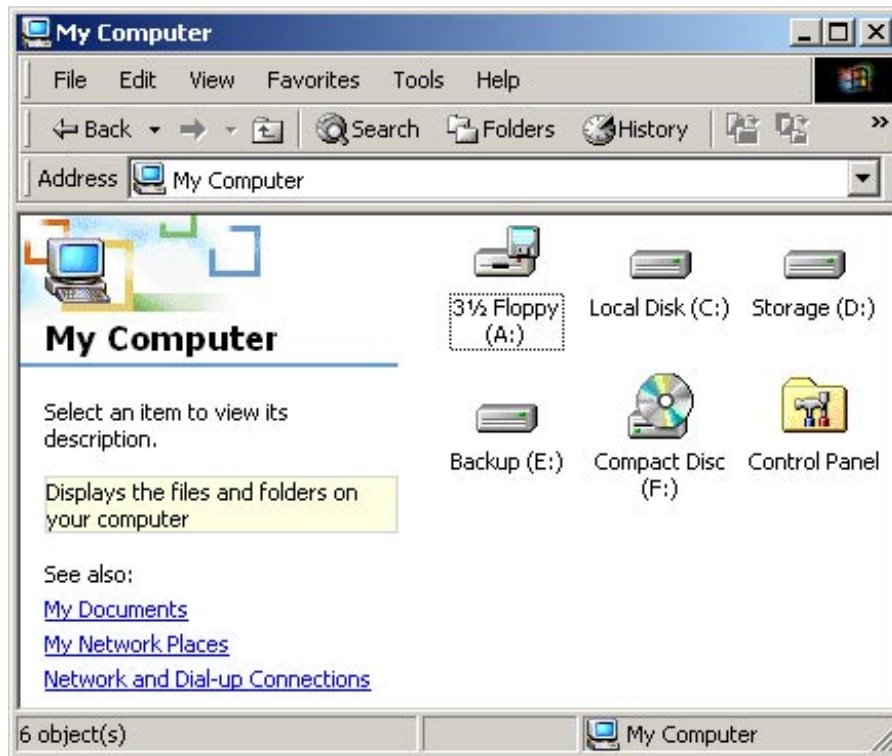 My Computer
File Edit View Favorites Tools Help
Back Search Folders History »
Address My Computer
My Computer
Select an item to view its
description.
Displays the files and folders on
your computer
See also:
My Documents
My Network Places
Network and Dial-up Connections
3½ Floppy
(A:)
Local Disk (C:)
Storage (D:)
Backup (E:)
Compact Disc
(F:)
Control Panel
6 object(s)
My Computer